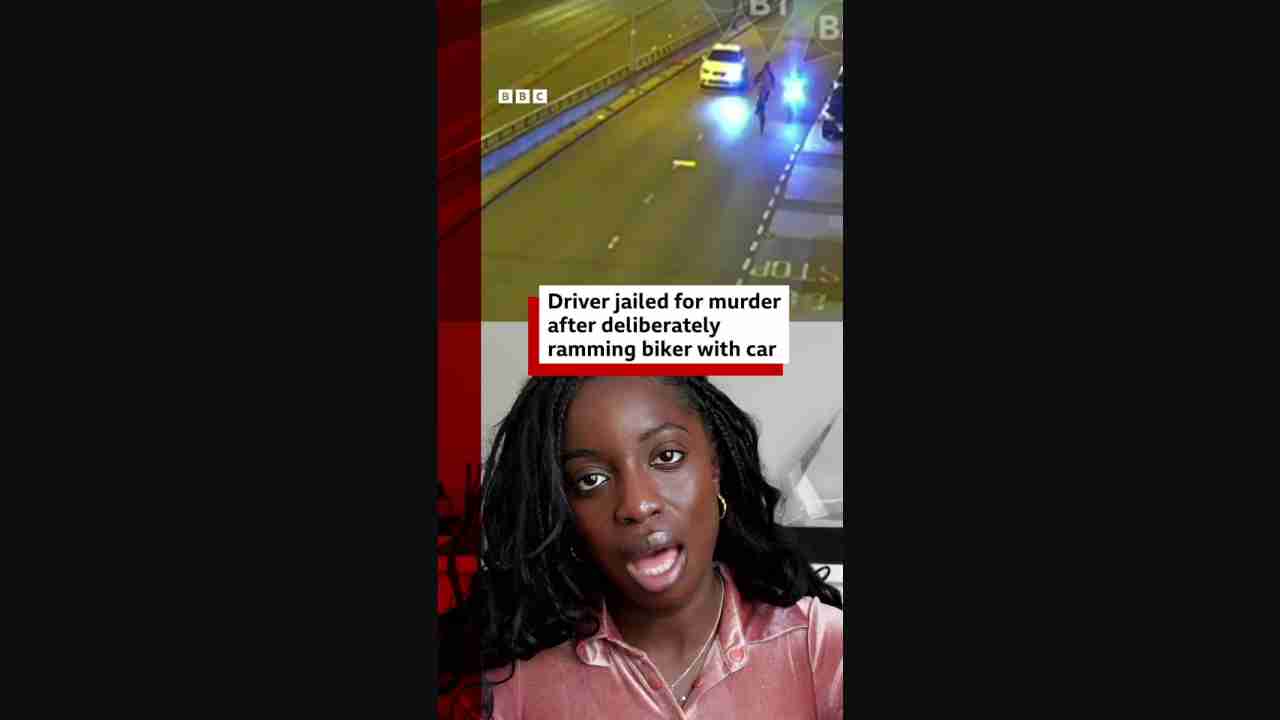 BBC
Driver jailed for murder
after deliberately
ramming biker with car